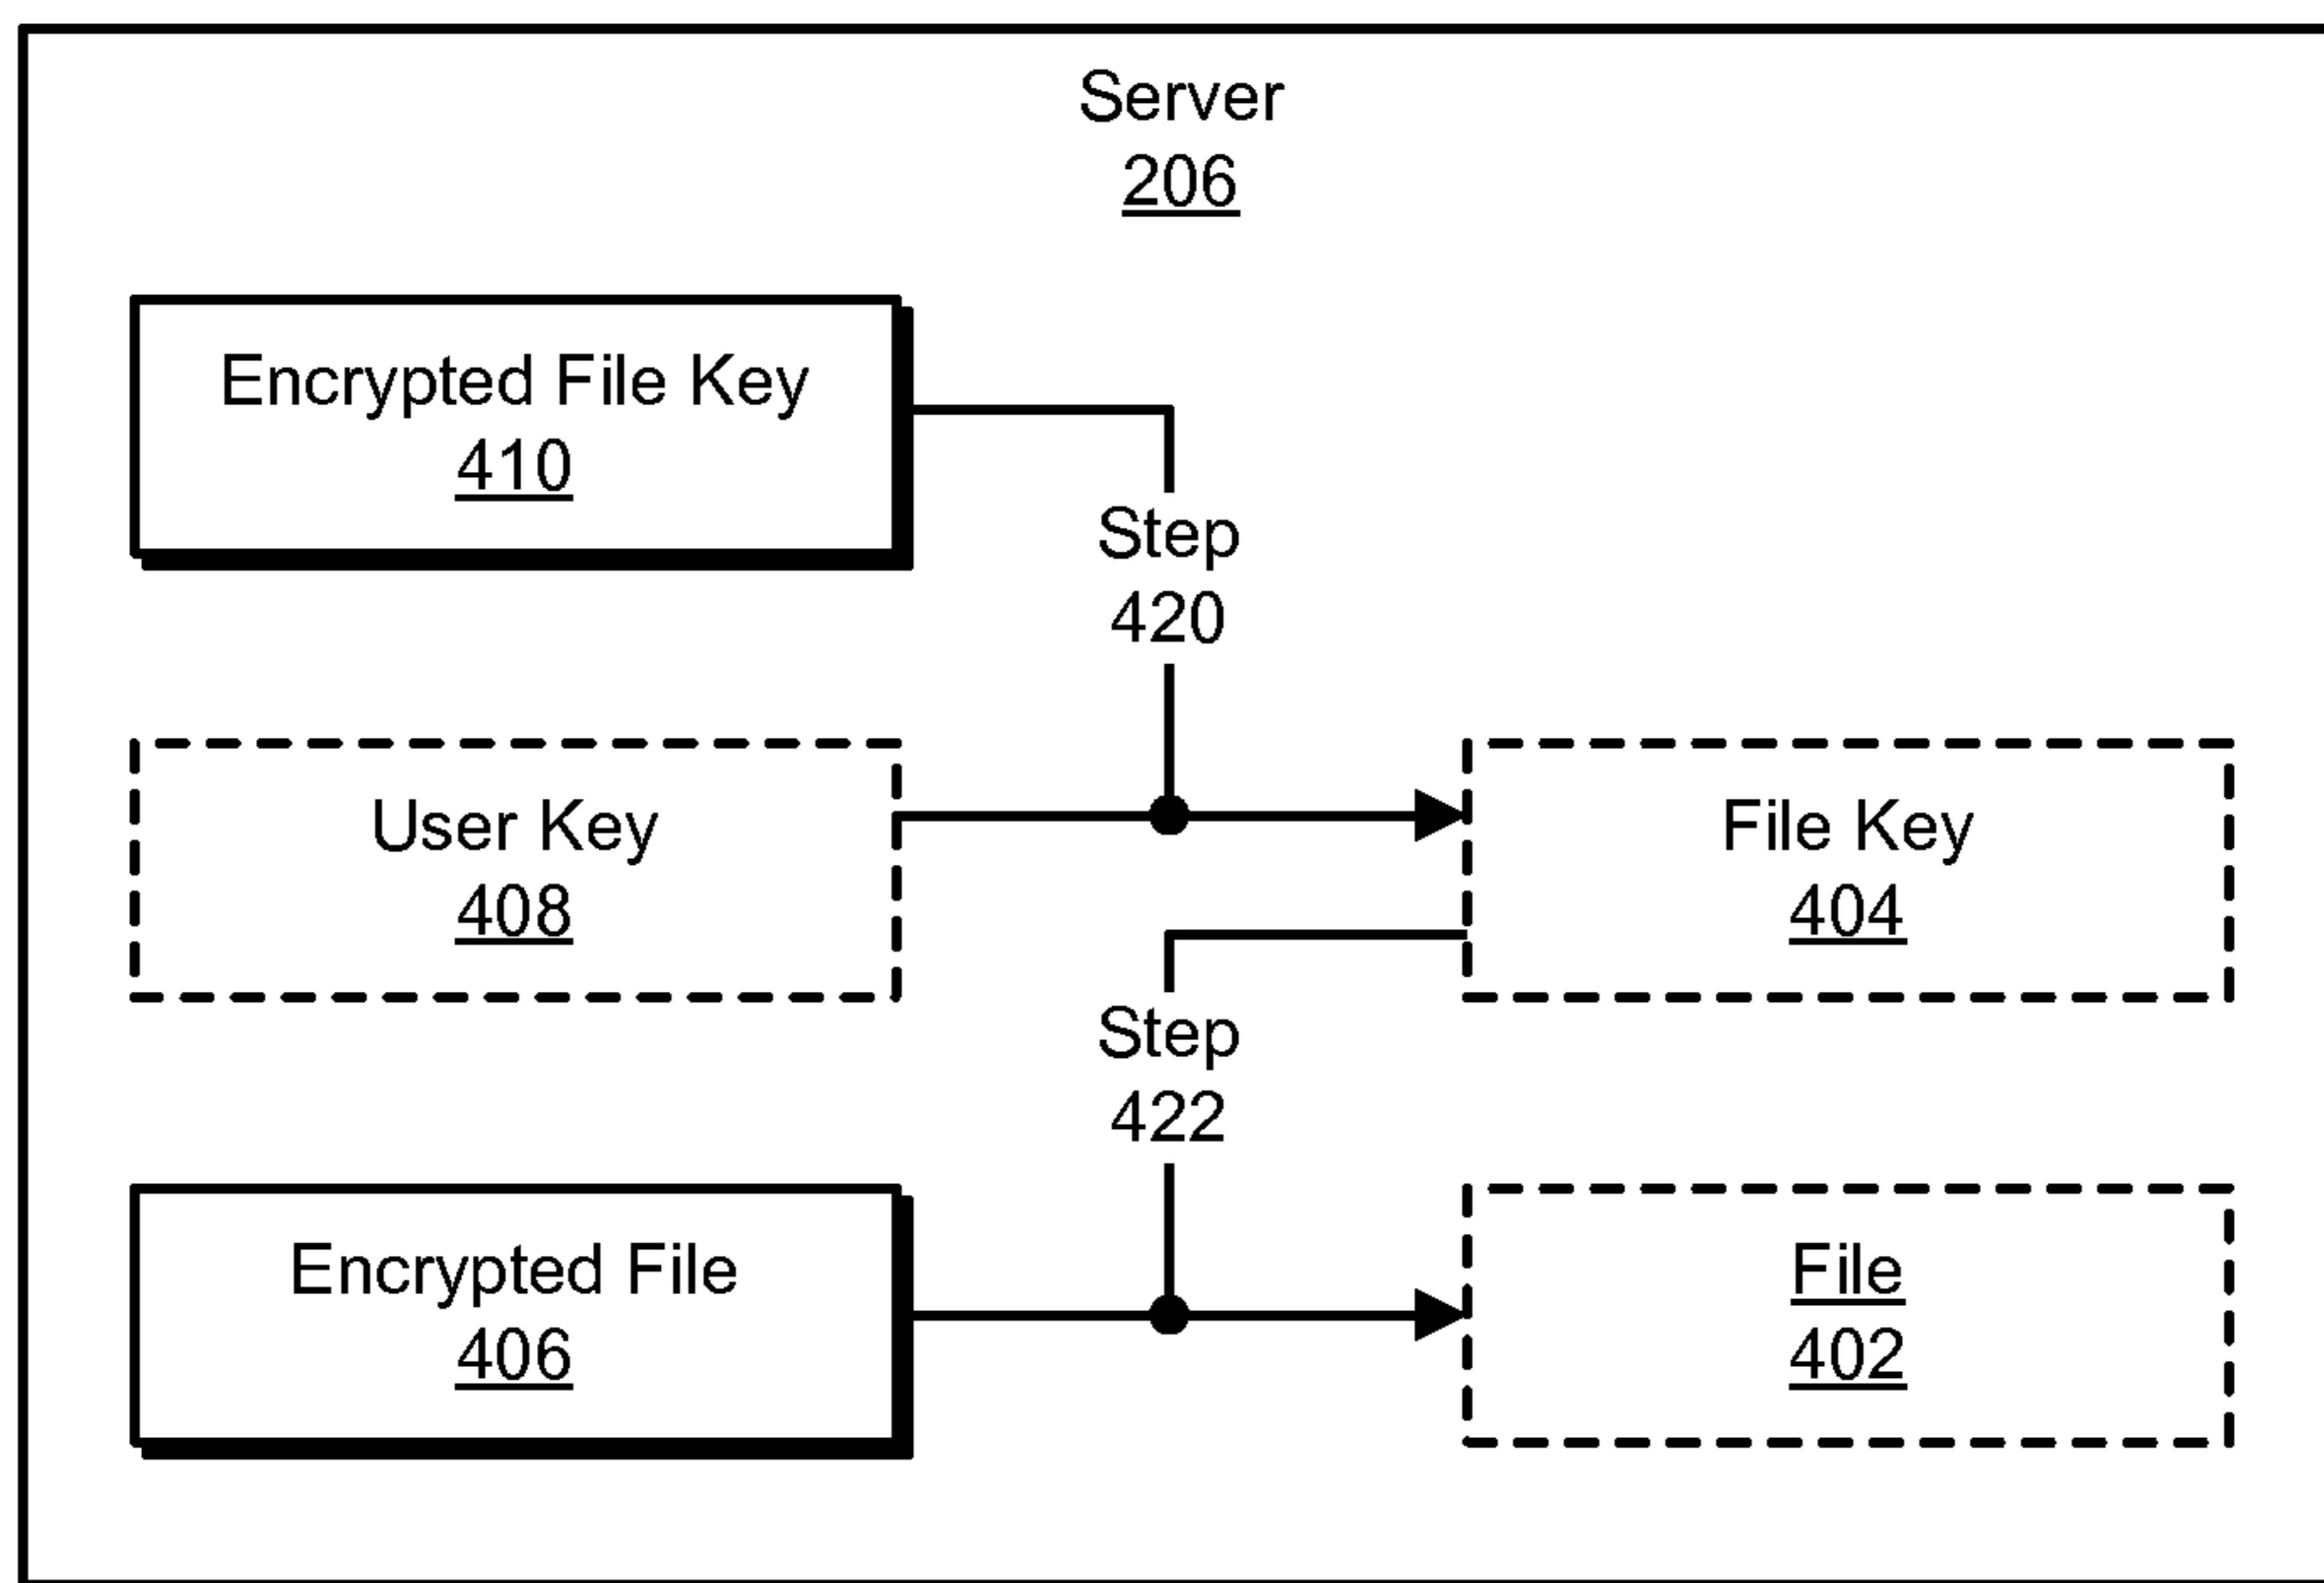 Server
206
Encrypted File Key
410
Step
420
User Key
408
File Key
404
Step
422
Encrypted File
406
File
402